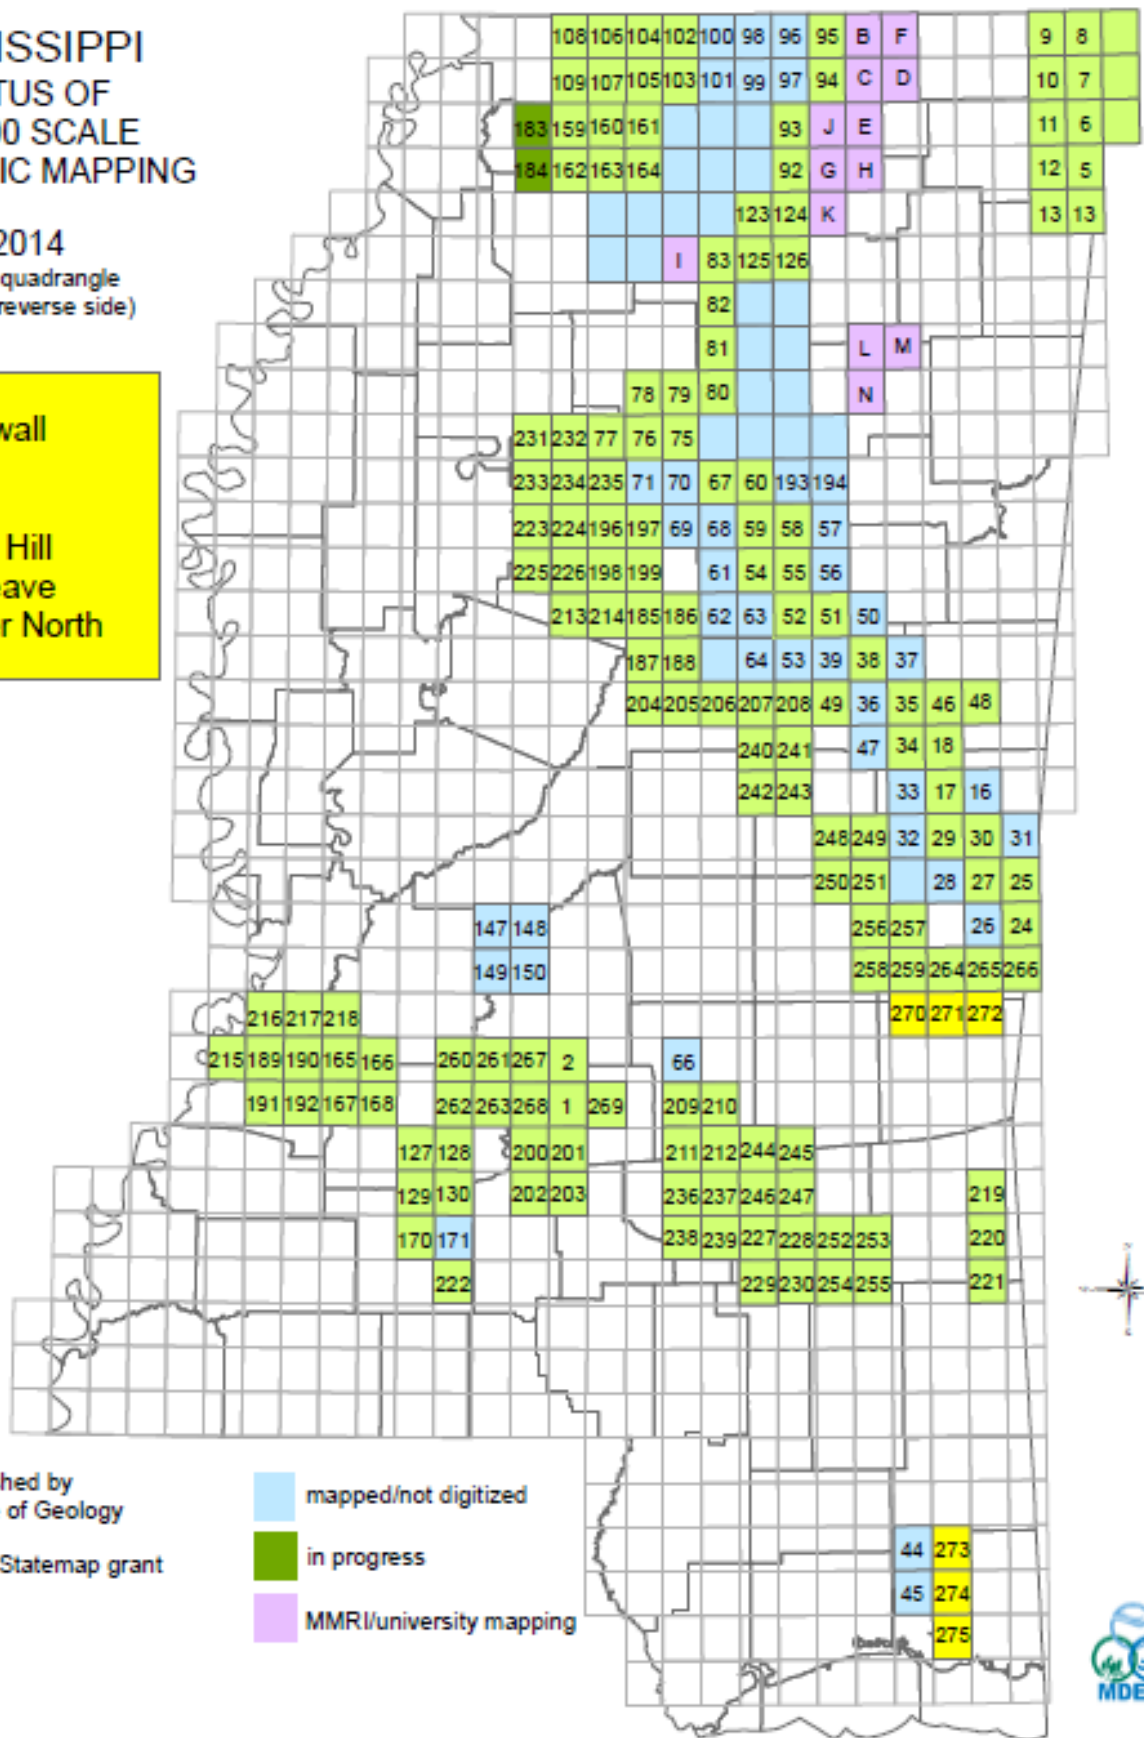 ISSIPPI
TUS OF
00 SCALE
IC MAPPING
2014
quadrangle
reverse side)
wall
Hill
eave
r North
108 106 104 102 100 98 96 95 B F 9 8
109 107 105 103 101 99 97 94 C D 10 7
183 159 160 161 93 J E 11 6
184 162 163 164 92 G H 12 5
123 124 K 13 13
I 83 125 126
82
81 L M
78 79 80 N
231 232 77 76 75
233 234 235 71 70 67 60 193 194
223 224 196 197 69 68 59 58 57
225 226 198 199 61 54 55 56
213 214 185 186 62 63 52 51 50
187 188 64 53 39 38 37
204 205 206 207 208 49 36 35 46 48
240 241 47 34 18
242 243 33 17 16
248 249 32 29 30 31
250 251 28 27 25
147 148 256 257 26 24
149 150 258 259 264 265 266
216 217 218 270 271 272
215 189 190 165 166 260 261 267 2 66
191 192 167 168 262 263 268 1 269 209 210
127 128 200 201 211 212 244 245
129 130 202 203 236 237 246 247 219
170 171 238 239 227 228 252 253 220
222 229 230 254 255 221
hed by
of Geology
Statemap grant
mapped/not digitized
in progress
MMRI/university mapping
44 273
45 274
275
MDE